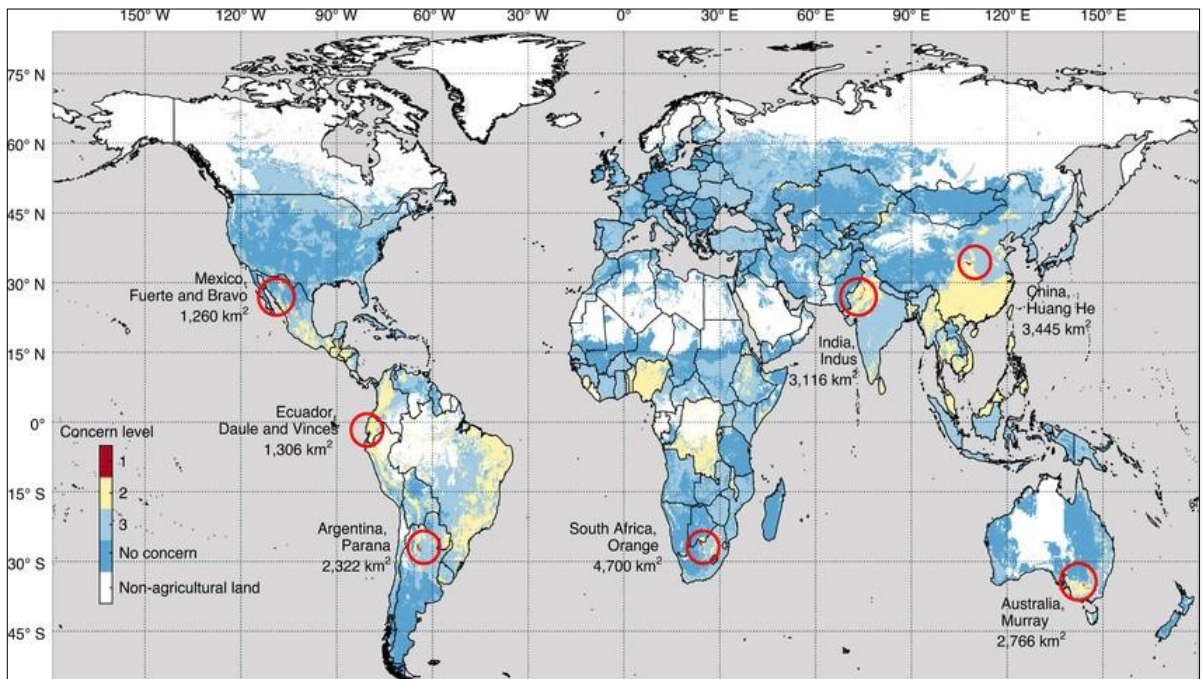 150° W 120° W 90° W 60° W 30° W 0° 30° E 60° E 90° E 120° E 150° E
75° N
60° N
45° N
30° N
15° N
0°
15° S
30° S
45° S
Mexico,
Fuerte and Bravo
1,260 km²
China,
Huang He
3,445 km²
India,
Indus
3,116 km²
Ecuador,
Daule and Vinces
1,306 km²
Concern level
1
2
3
No concern
Non-agricultural land
Argentina,
Parana
2,322 km²
South Africa,
Orange
4,700 km²
Australia,
Murray
2,766 km²